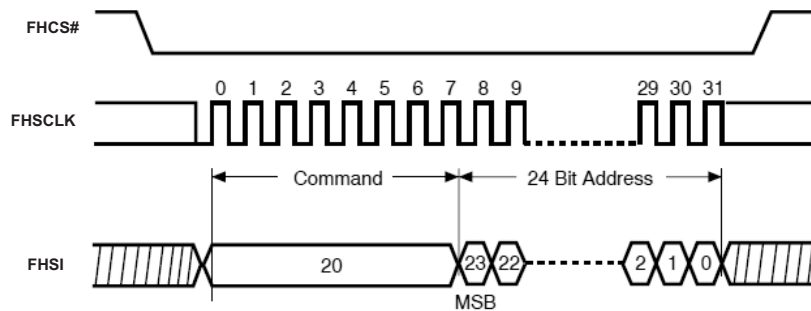 FHCS#
0 1 2 3 4 5 6 7 8 9 29 30 31
FHSCLK
Command 24 Bit Address
FHSI 20 23 22 2 1 0
MSB